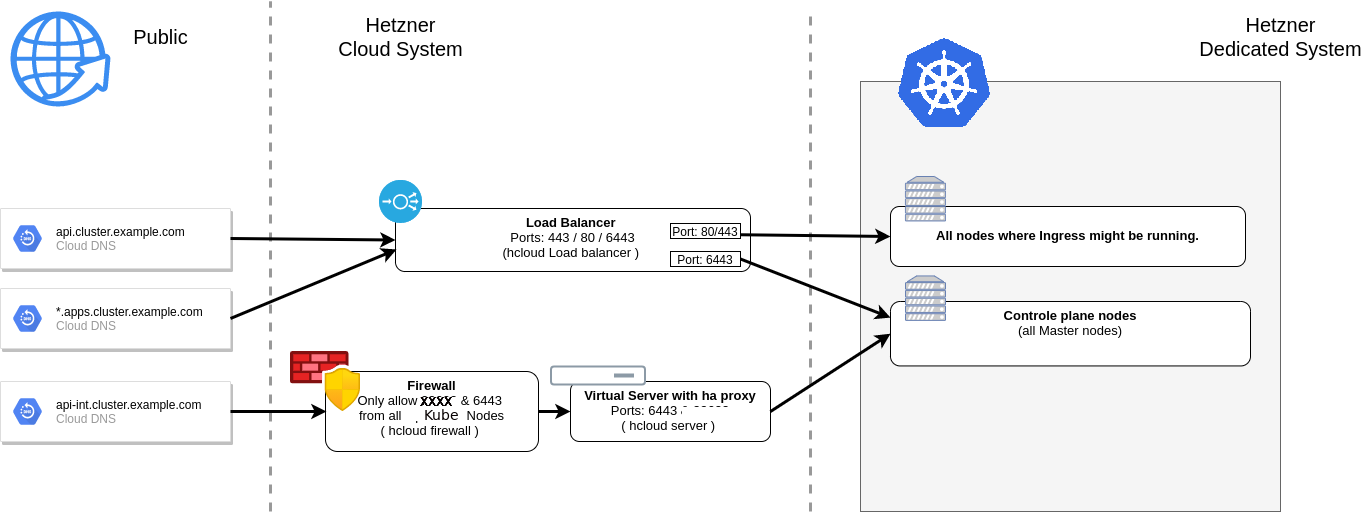 Public
Hetzner
Cloud System
Hetzner
Dedicated System
api.cluster.example.com
Cloud DNS
*.apps.cluster.example.com
Cloud DNS
api-int.cluster.example.com
Cloud DNS
Load Balancer
Ports: 443 / 80 / 6443
(hcloud Load balancer )
Port: 80/443
Port: 6443
All nodes where Ingress might be running.
Controle plane nodes
(all Master nodes)
Firewall
Only allow xxxx & 6443
from all Kube Nodes
( hcloud firewall )
Virtual Server with ha proxy
Ports: 6443
( hcloud server )